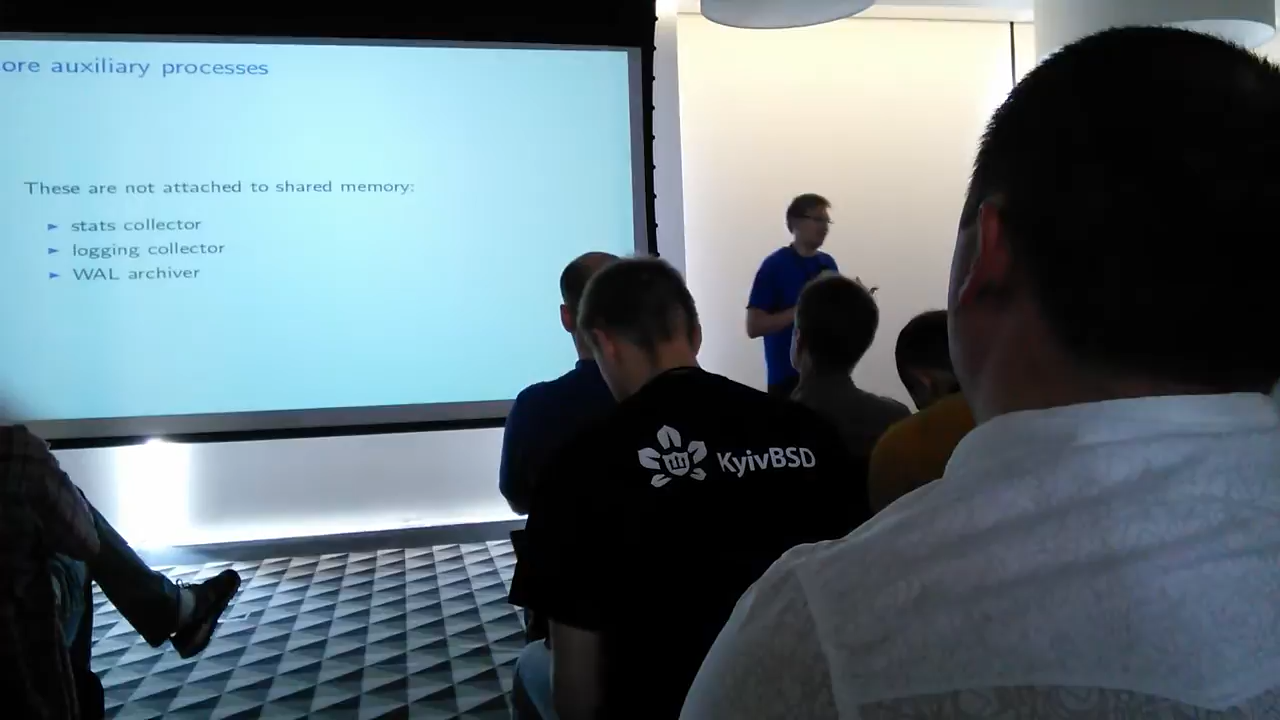 ore auxiliary processes
These are not attached to shared memory:
► stats collector
► logging collector
► WAL archiver
KyivBSD